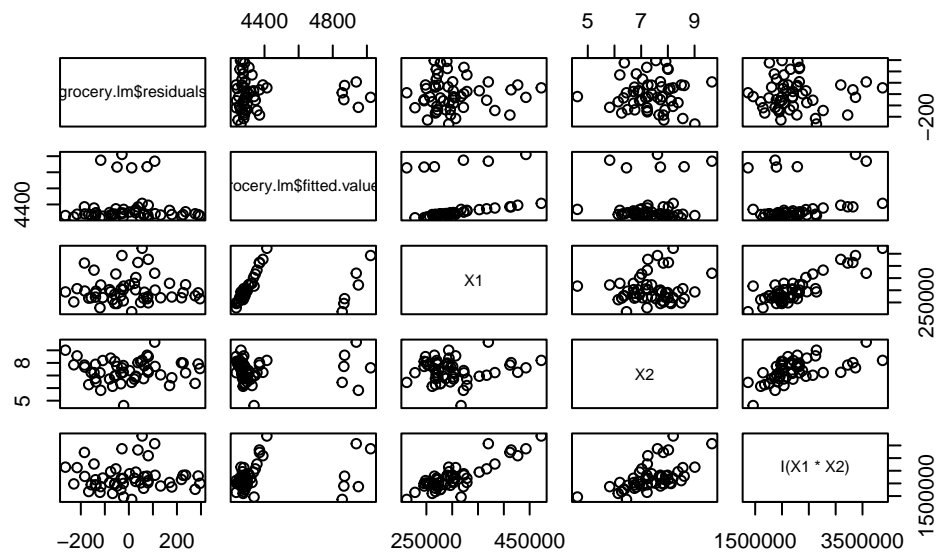 4400 4800
5 7 9
grocery.lm$residuals
-200
4400
rocery.lm$fitted.value
X1
250000
5 8
X2
I(X1 * X2)
1500000
-200 0 200
250000 450000
1500000 3500000